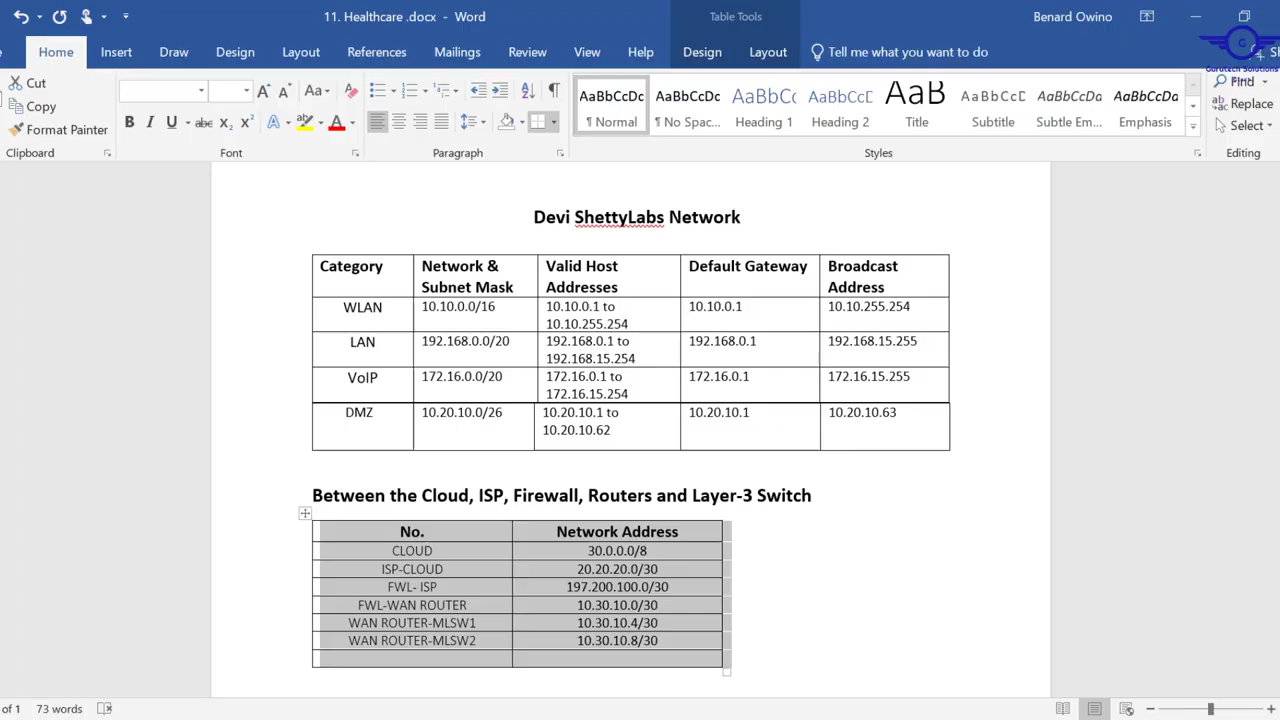 11. Healthcare .docx - Word
Table Tools
Benard Owino
Home Insert Draw Design Layout References Mailings Review View Help Design Layout Tell me what you want to do
G
Gurutech Solutions
Cut
Copy
Format Painter
Clipboard
Aa
B I U abc X2 X2 A ab A
Font
Paragraph
AaBbCcDc AaBbCcDc AaBbCc AaBbCcD AaB AaBbCcD AaBbCcDa AaBbCcDa
¶ Normal ¶ No Spac... Heading 1 Heading 2 Title Subtitle Subtle Em... Emphasis
Styles
Find
Replace
Select
Editing
Devi ShettyLabs Network
Category Network & Subnet Mask Valid Host Addresses Default Gateway Broadcast Address
WLAN 10.10.0.0/16 10.10.0.1 to 10.10.255.254 10.10.0.1 10.10.255.254
LAN 192.168.0.0/20 192.168.0.1 to 192.168.15.254 192.168.0.1 192.168.15.255
VoIP 172.16.0.0/20 172.16.0.1 to 172.16.15.254 172.16.0.1 172.16.15.255
DMZ 10.20.10.0/26 10.20.10.1 to 10.20.10.62 10.20.10.1 10.20.10.63
Between the Cloud, ISP, Firewall, Routers and Layer-3 Switch
No. Network Address
CLOUD 30.0.0.0/8
ISP-CLOUD 20.20.20.0/30
FWL- ISP 197.200.100.0/30
FWL-WAN ROUTER 10.30.10.0/30
WAN ROUTER-MLSW1 10.30.10.4/30
WAN ROUTER-MLSW2 10.30.10.8/30
of 1 73 words